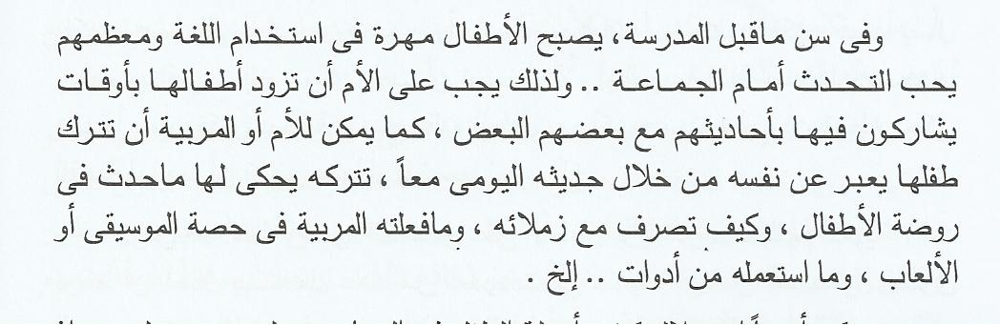 وفى سن ماقبل المدرسة، يصبح الأطفال مهرة فى استخدام اللغة ومعظمهم
يحب التحدث أمام الجماعة .. ولذلك يجب على الأم أن تزود أطفالها بأوقات
يشاركون فيها بأحاديثهم مع بعضهم البعض ، كما يمكن للأم أو المربية أن تترك
طفلها يعبر عن نفسه من خلال جديثه اليومى معاً ، تتركه يحكى لها ماحدث فى
روضة الأطفال ، وكيف تصرف مع زملائه ، ومافعلته المربية فى حصة الموسيقى أو
الألعاب ، وما استعمله من أدوات .. إلخ .